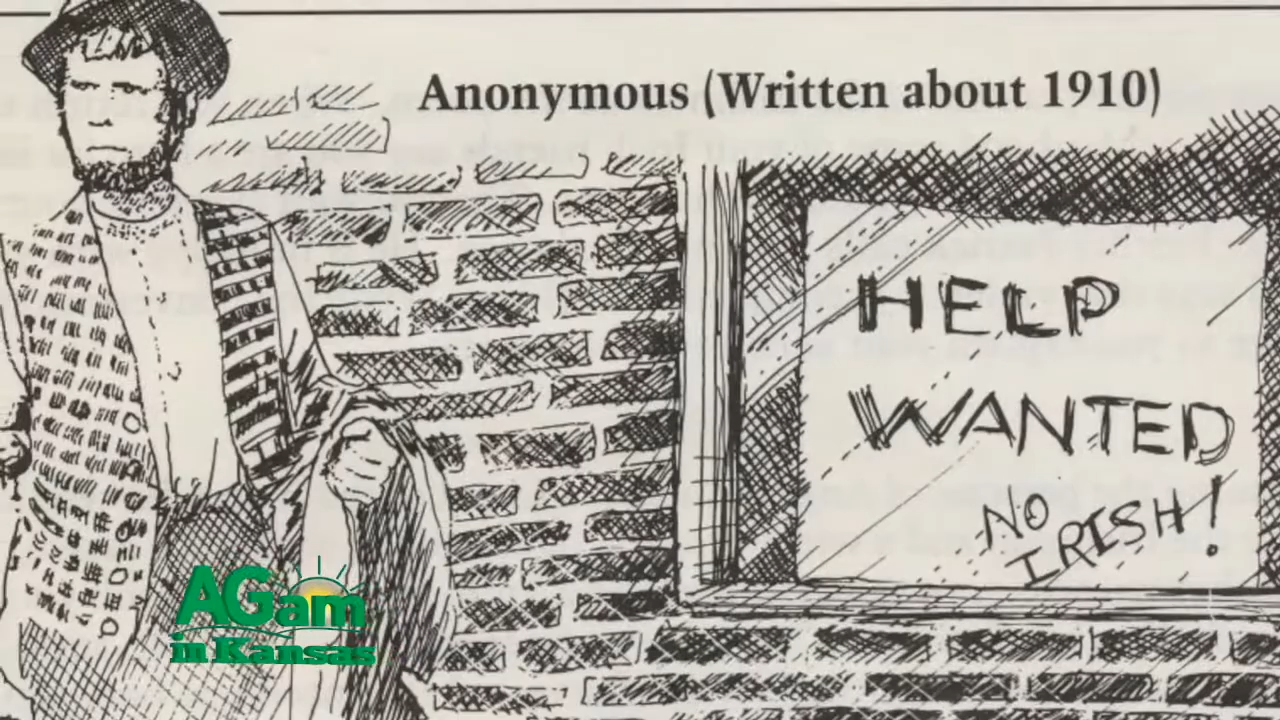 Anonymous (Written about 1910)
HELP
WANTED
NO
IRISH!
AGam
in Kansas